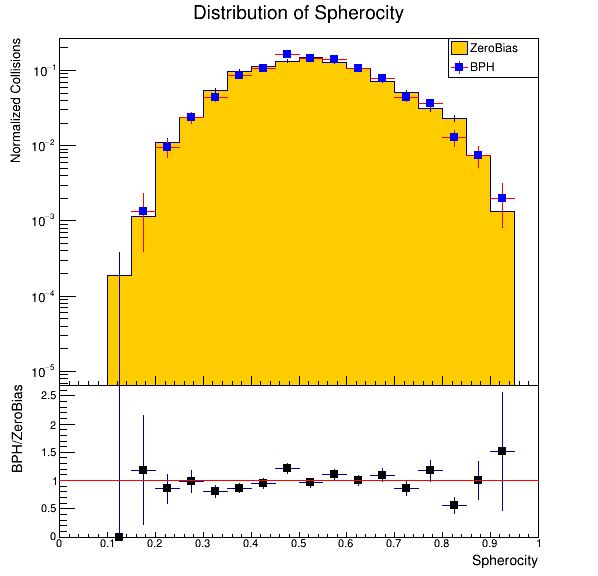 Distribution of Spherocity
Normalized Collisions
ZeroBias
BPH
10⁻¹
10⁻²
10⁻³
10⁻⁴
10⁻⁵
BPH/ZeroBias
2.5
2
1.5
1
0.5
0
0 0.1 0.2 0.3 0.4 0.5 0.6 0.7 0.8 0.9 1
Spherocity